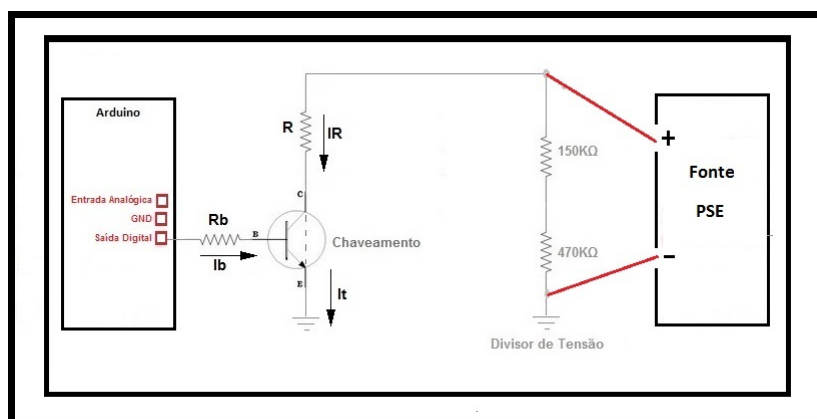 Arduino
Entrada Analógica
GND
Saída Digital
Rb
Ib
B
R
IR
C
Chaveamento
E
It
150KΩ
470KΩ
Divisor de Tensão
+
Fonte
PSE
-